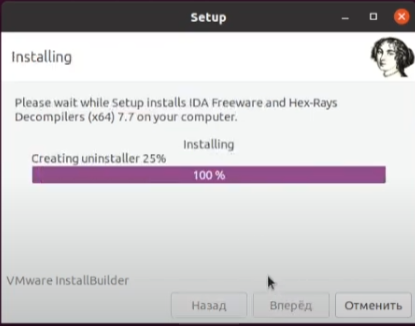 Setup
Installing
Please wait while Setup installs IDA Freeware and Hex-Rays
Decompilers (x64) 7.7 on your computer.
Installing
Creating uninstaller 25%
100 %
VMware InstallBuilder
Назад Вперёд Отменить